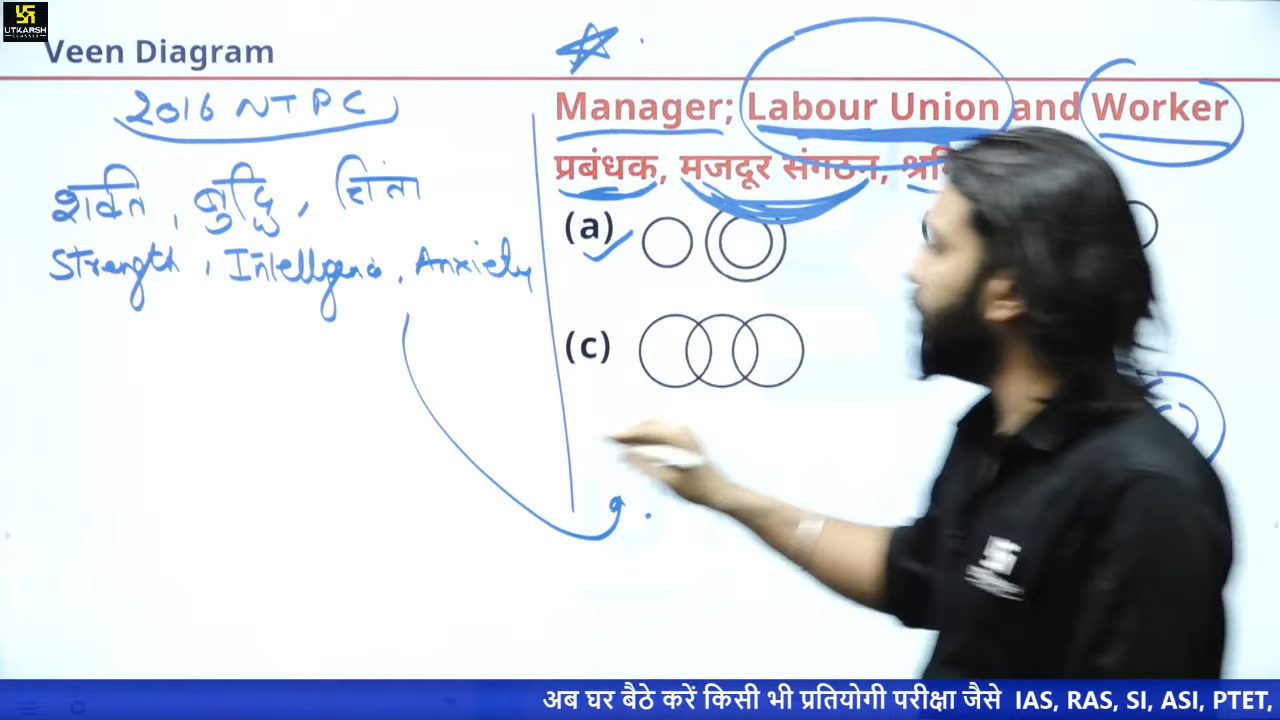 UTKARSH
CLASSES
Veen Diagram
2016 NTPC
शक्ति, बुद्धि, चिंता
Strength, Intelligence, Anxiety
Manager; Labour Union and Worker
प्रबंधक, मजदूर संगठन,
(a)
(c)
अब घर बैठे करें किसी भी प्रतियोगी परीक्षा जैसे IAS, RAS, SI, ASI, PTET,